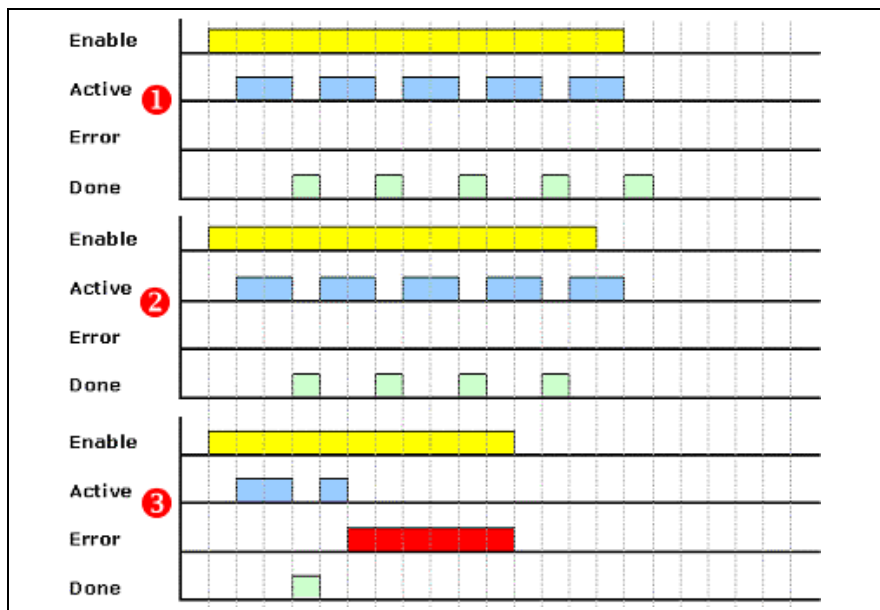 Enable
Active
1
Error
Done
Enable
Active
2
Error
Done
Enable
Active
3
Error
Done